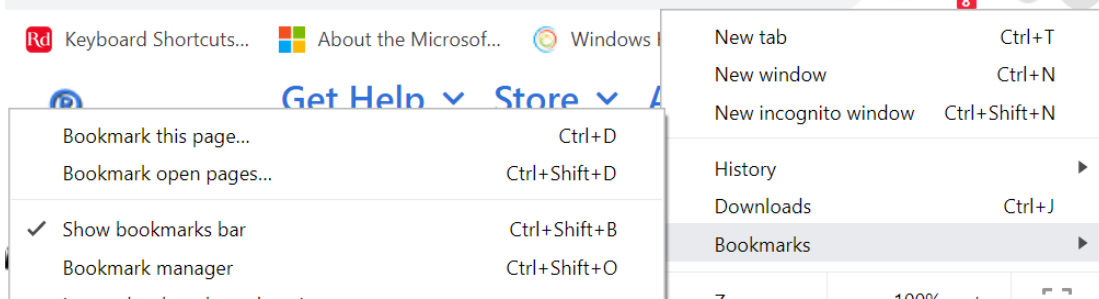 8
Rd Keyboard Shortcuts... About the Microsof... Windows
Get Help Store
New tab Ctrl+T
New window Ctrl+N
New incognito window Ctrl+Shift+N
History
Downloads Ctrl+J
Bookmarks
100%
Bookmark this page... Ctrl+D
Bookmark open pages... Ctrl+Shift+D
Show bookmarks bar Ctrl+Shift+B
Bookmark manager Ctrl+Shift+O